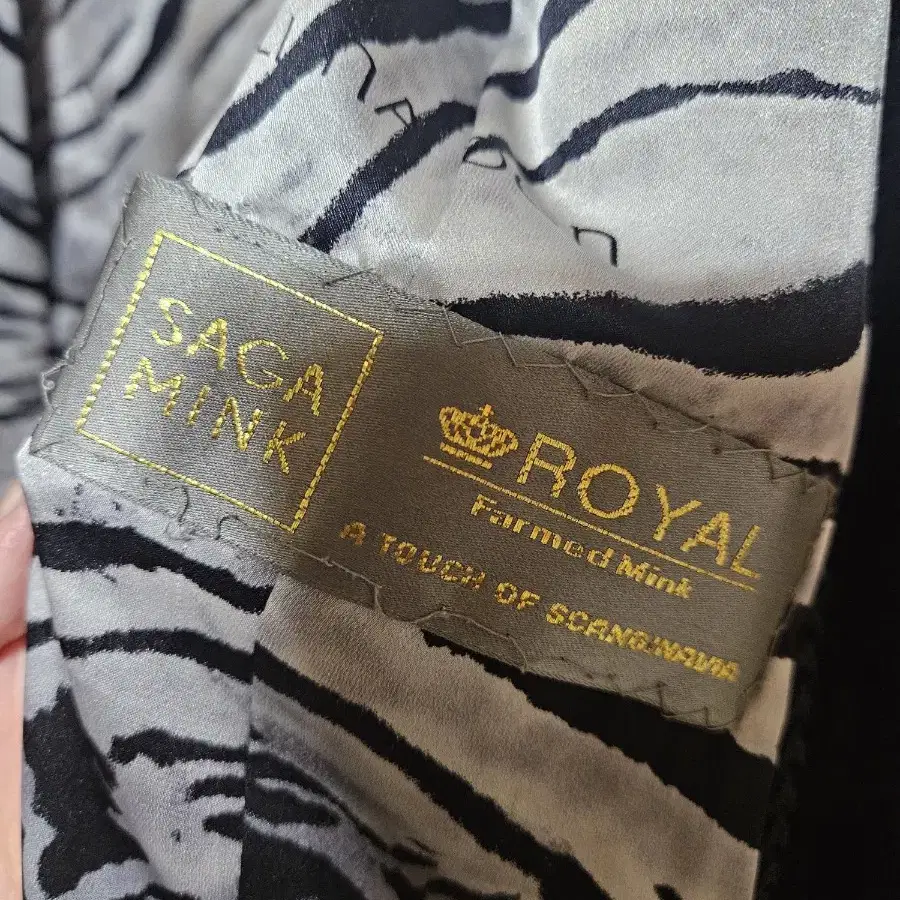 SAGA
MINK
ROYAL
Farmed Mink
A TOUCH OF SCANDINAVIA